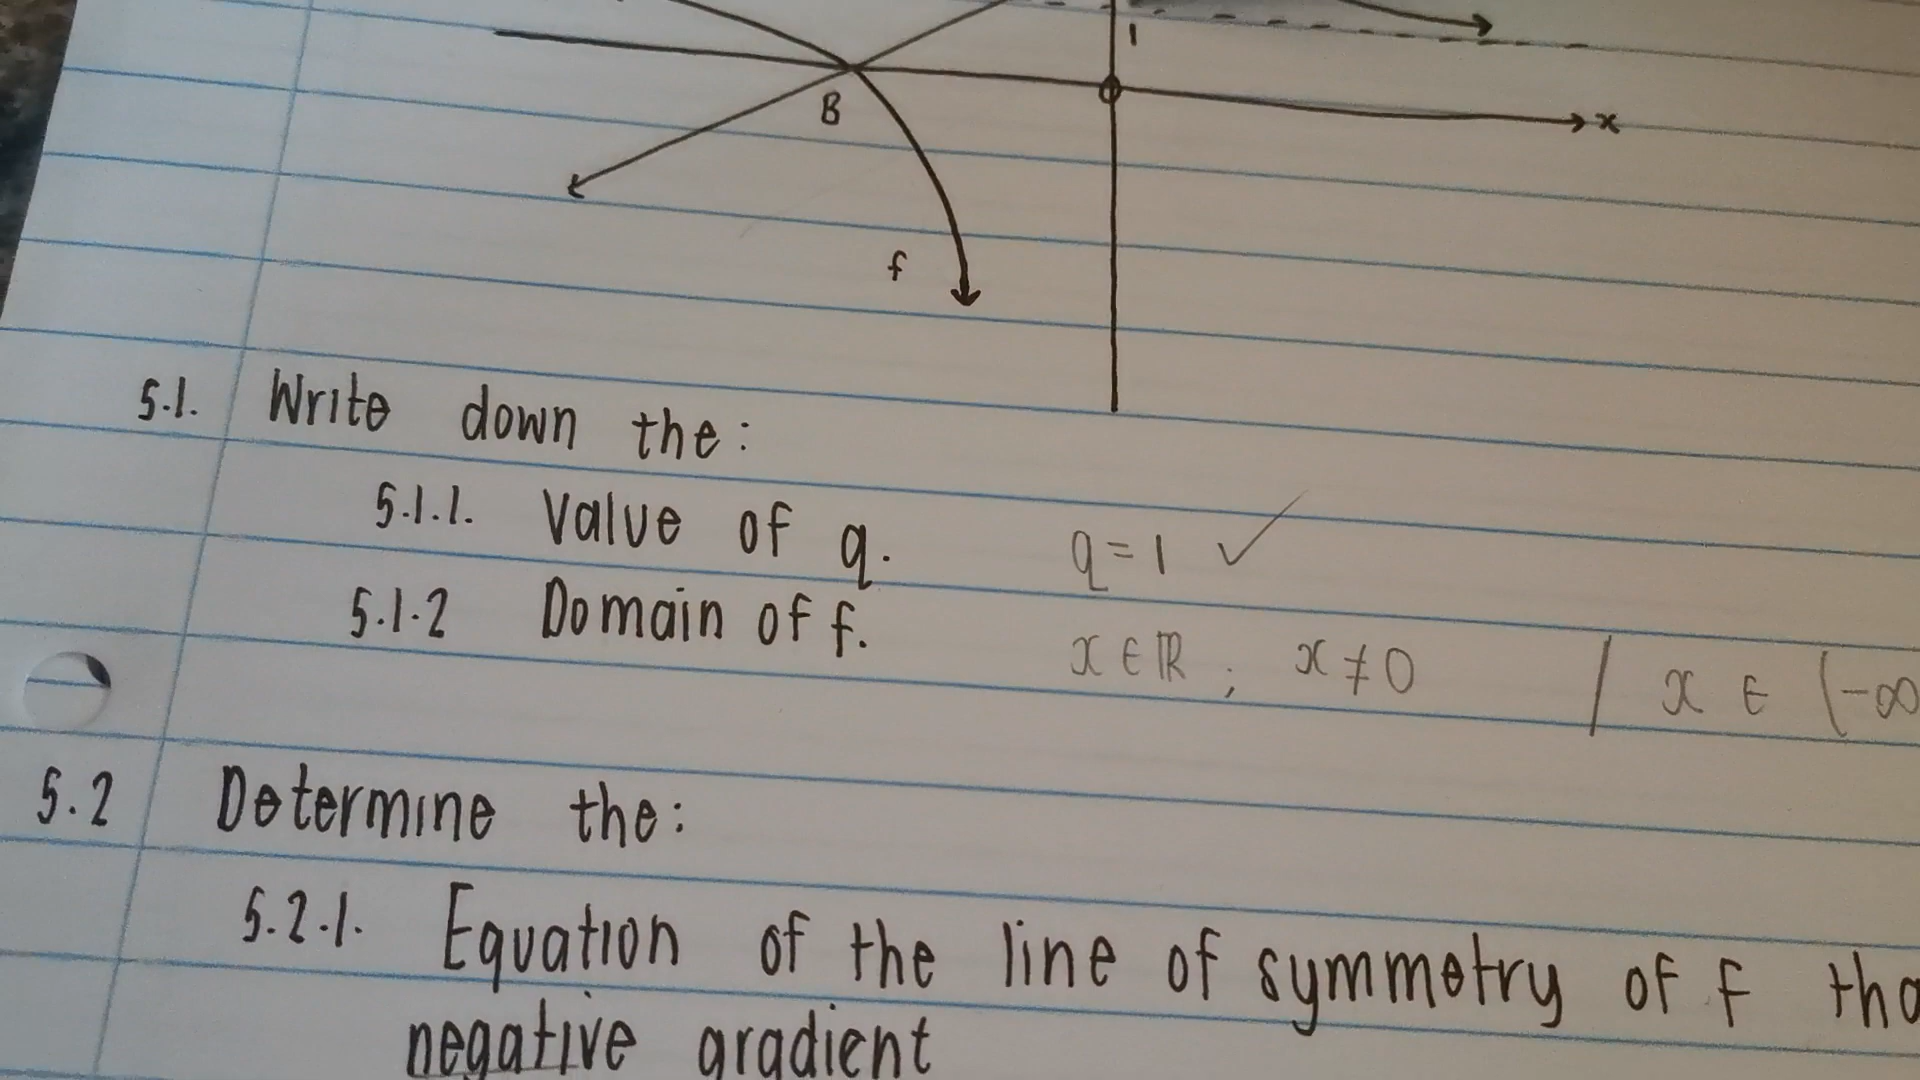 1
B
x
f
5.1. Write down the:
5.1.1. Value of q. q = 1 ✓
5.1.2 Domain of f. x ∈ ℝ ; x ≠ 0 / x ∈ (-∞
5.2 Determine the:
5.2.1. Equation of the line of symmetry of f
negative gradient